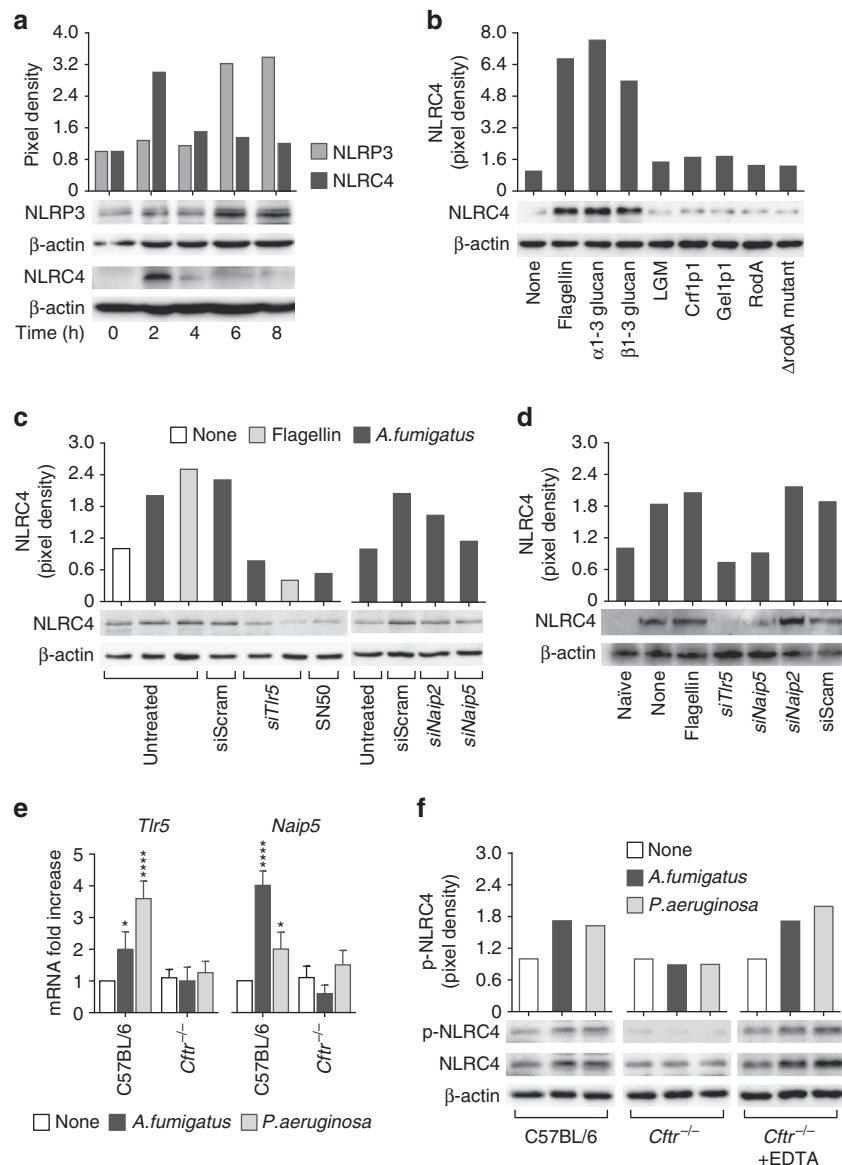 a
4.0
3.2
2.4
1.6
0.8
0
Pixel density
NLRP3
NLRC4
NLRP3
β-actin
NLRC4
β-actin
Time (h) 0 2 4 6 8
b
8.0
6.4
4.8
3.2
1.6
0
NLRC4
(pixel density)
NLRC4
β-actin
None
Flagellin
α1-3 glucan
β1-3 glucan
LGM
Crf1p1
Gel1p1
RodA
ΔrodA mutant
c
None Flagellin A.fumigatus
3.0
2.4
1.8
1.2
0.6
0
NLRC4
(pixel density)
NLRC4
β-actin
Untreated
siScram
siTlr5
SN50
Untreated
siScram
siNaip2
siNaip5
d
3.0
2.4
1.8
1.2
0.6
0
NLRC4
(pixel density)
NLRC4
β-actin
Naïve
None
Flagellin
siTlr5
siNaip5
siNaip2
siScam
e
Tlr5 Naip5
5
4
3
2
1
0
mRNA fold increase
* **** **** *
C57BL/6
Cftr–/–
C57BL/6
Cftr–/–
None A.fumigatus P.aeruginosa
f
None
A.fumigatus
P.aeruginosa
3.0
2.4
1.8
1.2
0.6
0
p-NLRC4
(pixel density)
p-NLRC4
NLRC4
β-actin
C57BL/6 Cftr–/– Cftr–/–
+EDTA